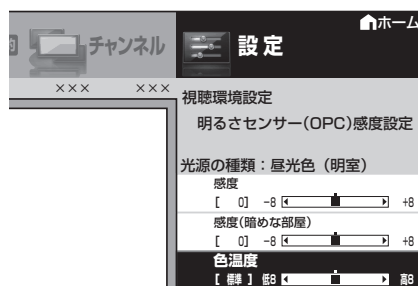 ホーム
チャンネル
設定
××× ×××
視聴環境設定
明るさセンサー(OPC)感度設定
光源の種類：昼光色（明室）
感度
[ 0] -8 +8
感度(暗めな部屋)
[ 0] -8 +8
色温度
[ 標準 ] 低8 高8